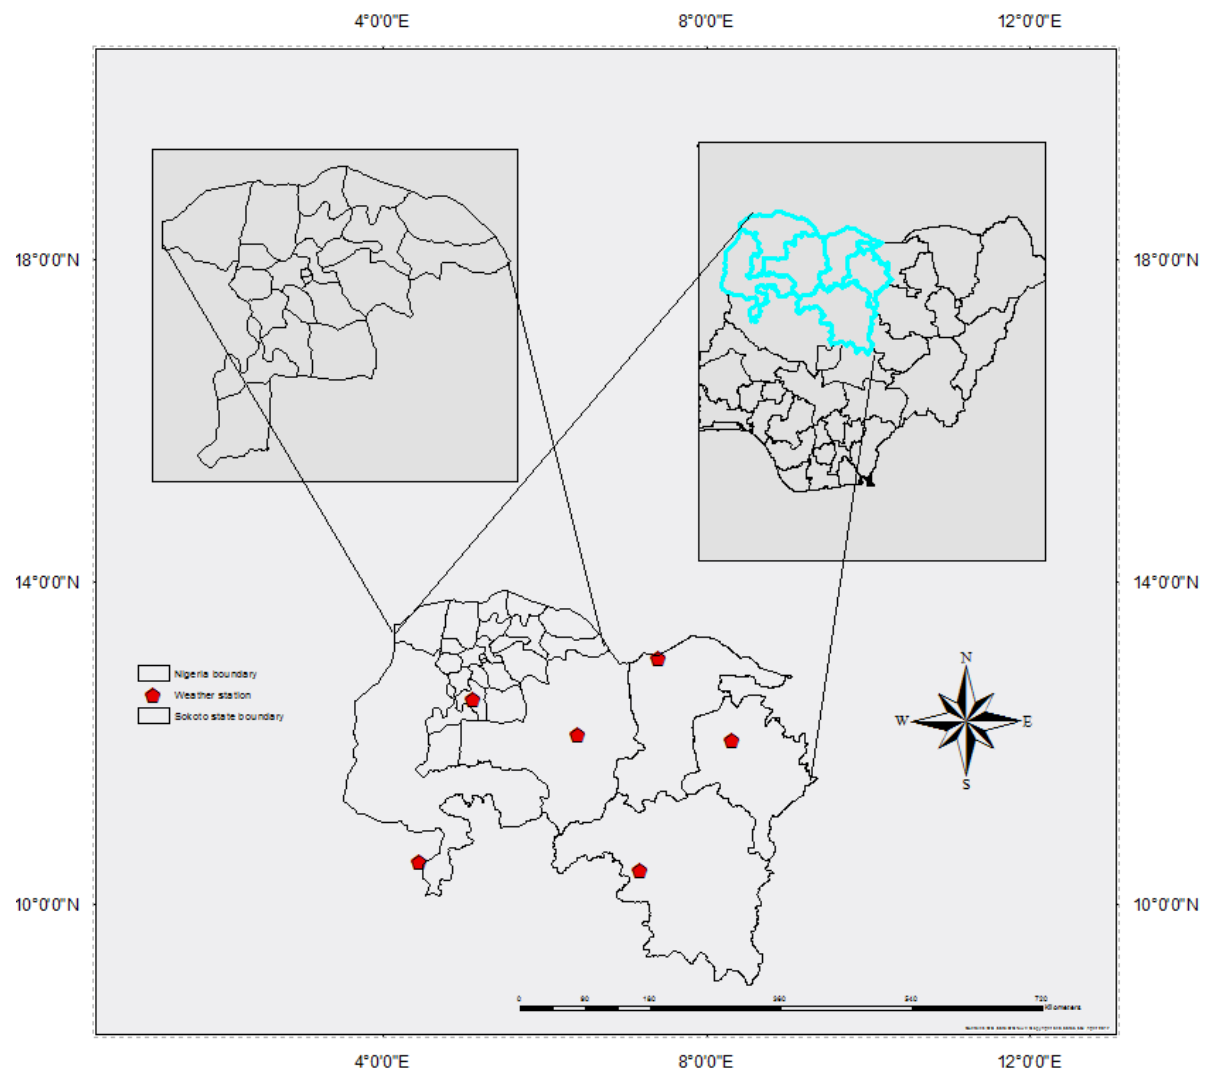 4°0'0"E 8°0'0"E 12°0'0"E
18°0'0"N 18°0'0"N
14°0'0"N 14°0'0"N
Nigeria boundary
Weather station
Sokoto state boundary
N
W E
S
10°0'0"N 10°0'0"N
0 90 180 360 540 720
Kilometers
4°0'0"E 8°0'0"E 12°0'0"E